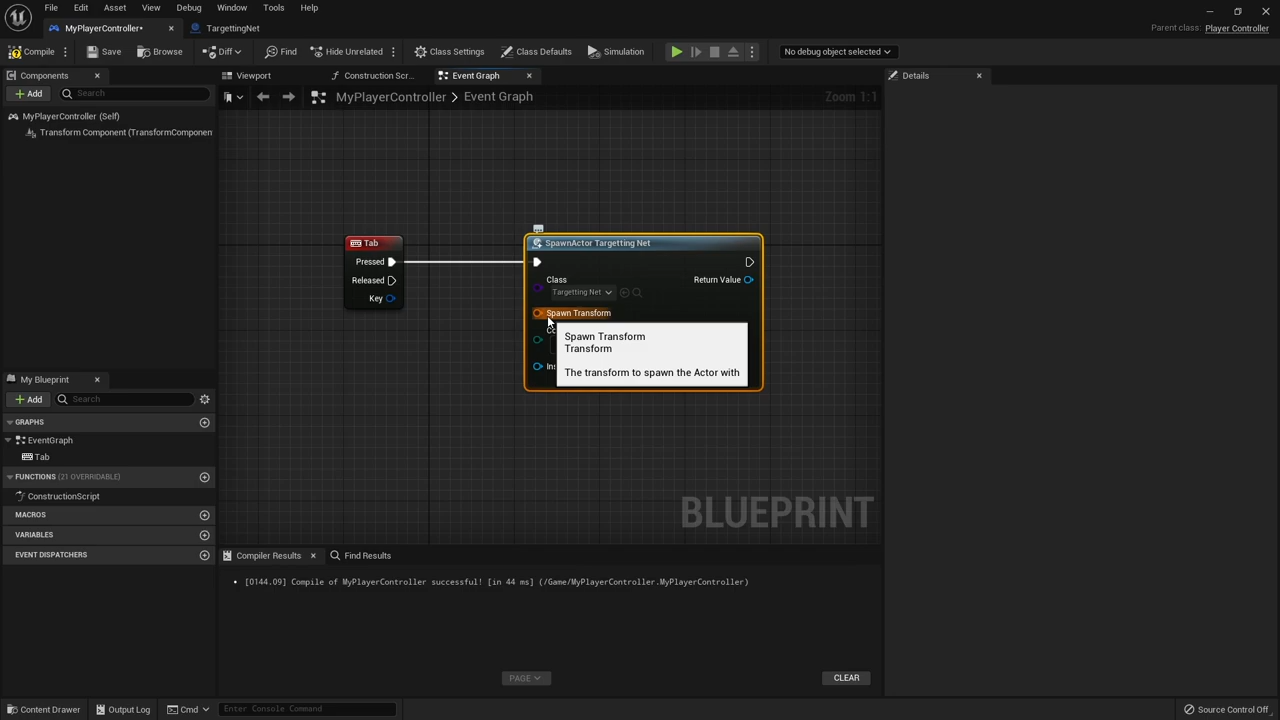 File Edit Asset View Debug Window Tools Help
MyPlayerController•
TargettingNet
Parent class: Player Controller
Compile
Save
Browse
Diff
Find
Hide Unrelated
Class Settings
Class Defaults
Simulation
No debug object selected
Components
Viewport
Construction Scr...
Event Graph
Details
Add
Search
MyPlayerController > Event Graph
Zoom 1:1
MyPlayerController (Self)
Transform Component (TransformComponen
Tab
Pressed
Released
Key
SpawnActor Targetting Net
Class
Targetting Net
Return Value
Spawn Transform
Spawn Transform
Transform
The transform to spawn the Actor with
My Blueprint
Add
Search
GRAPHS
EventGraph
Tab
FUNCTIONS (21 OVERRIDABLE)
ConstructionScript
MACROS
VARIABLES
EVENT DISPATCHERS
BLUEPRINT
Compiler Results
Find Results
• [0144.09] Compile of MyPlayerController successful! [in 44 ms] (/Game/MyPlayerController.MyPlayerController)
PAGE
CLEAR
Content Drawer
Output Log
Cmd
Enter Console Command
Source Control Off